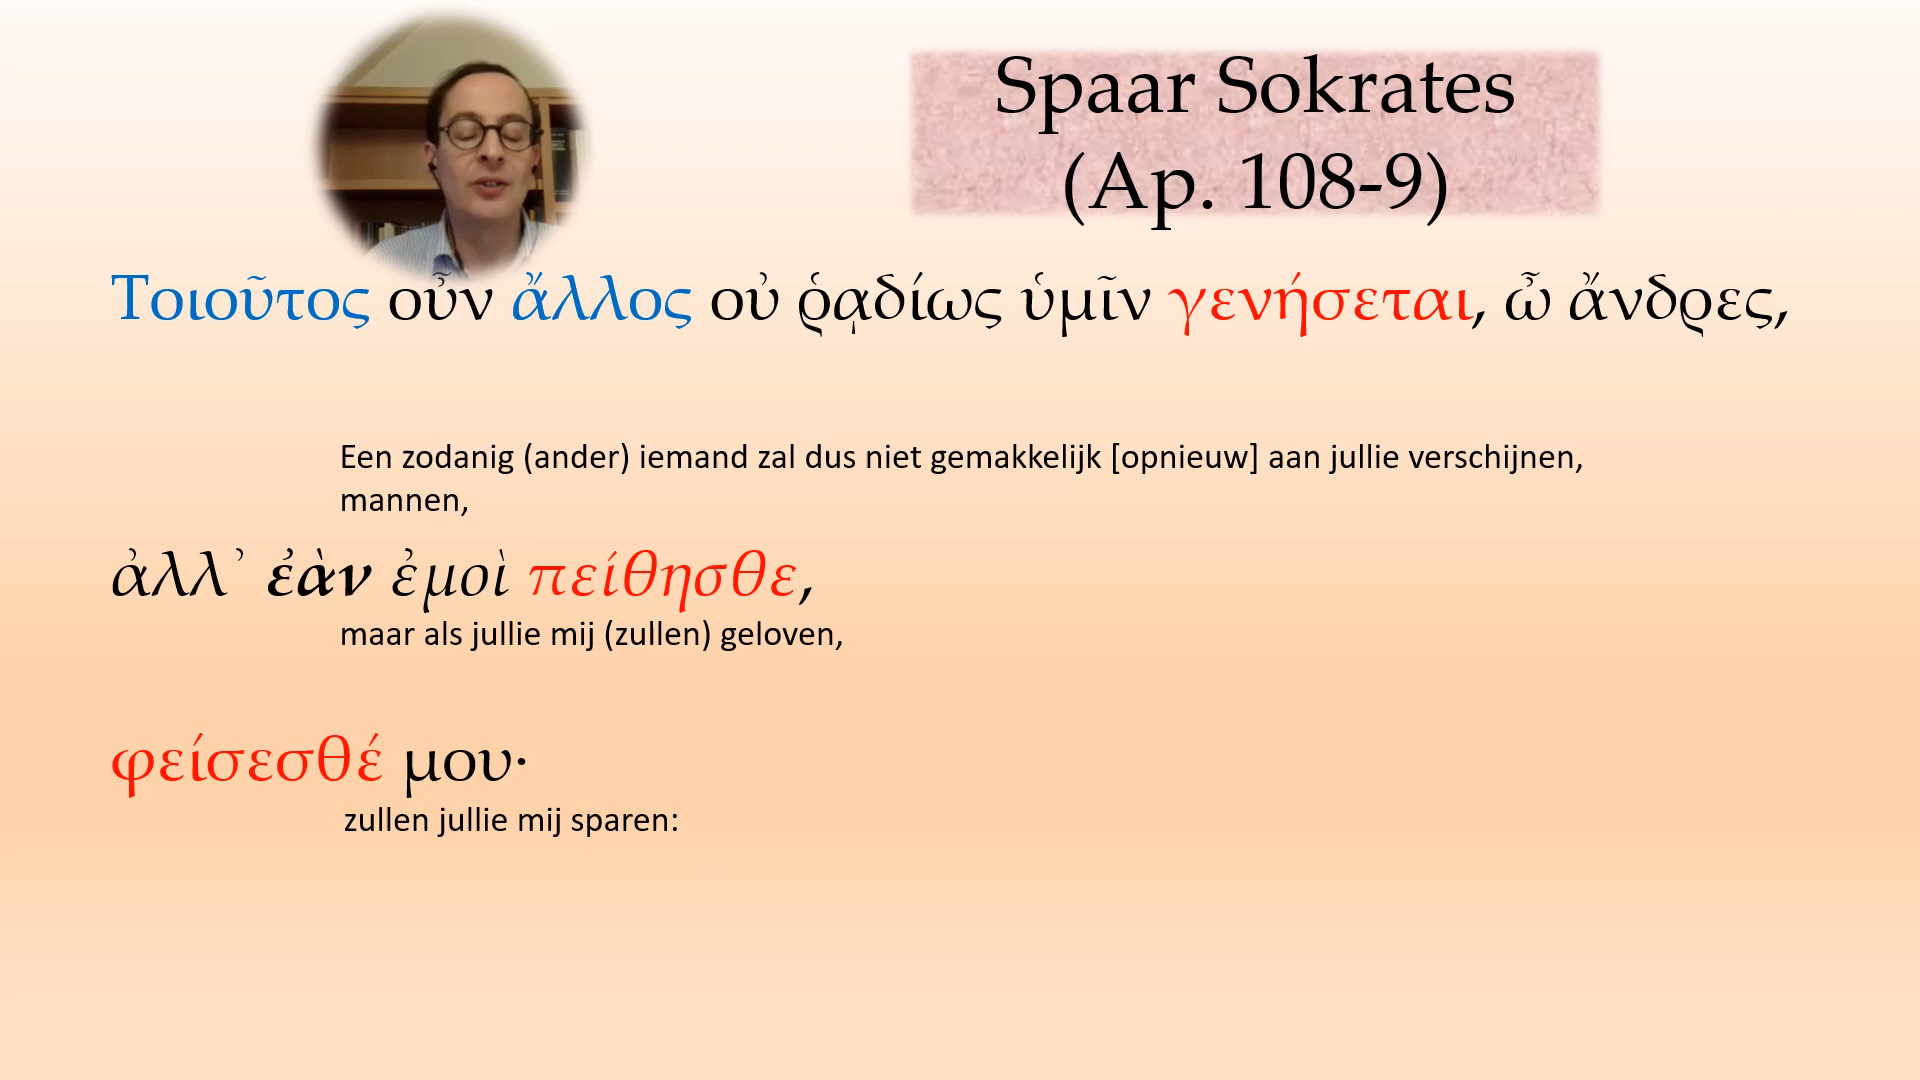 Spaar Sokrates
(Ap. 108-9)
Τοιοῦτος οὖν ἄλλος οὐ ῥᾳδίως ὑμῖν γενήσεται, ὦ ἄνδρες,
Een zodanig (ander) iemand zal dus niet gemakkelijk [opnieuw] aan jullie verschijnen,
mannen,
ἀλλ᾽ ἐὰν ἐμοὶ πείθησθε,
maar als jullie mij (zullen) geloven,
φείσεσθέ μου·
zullen jullie mij sparen: